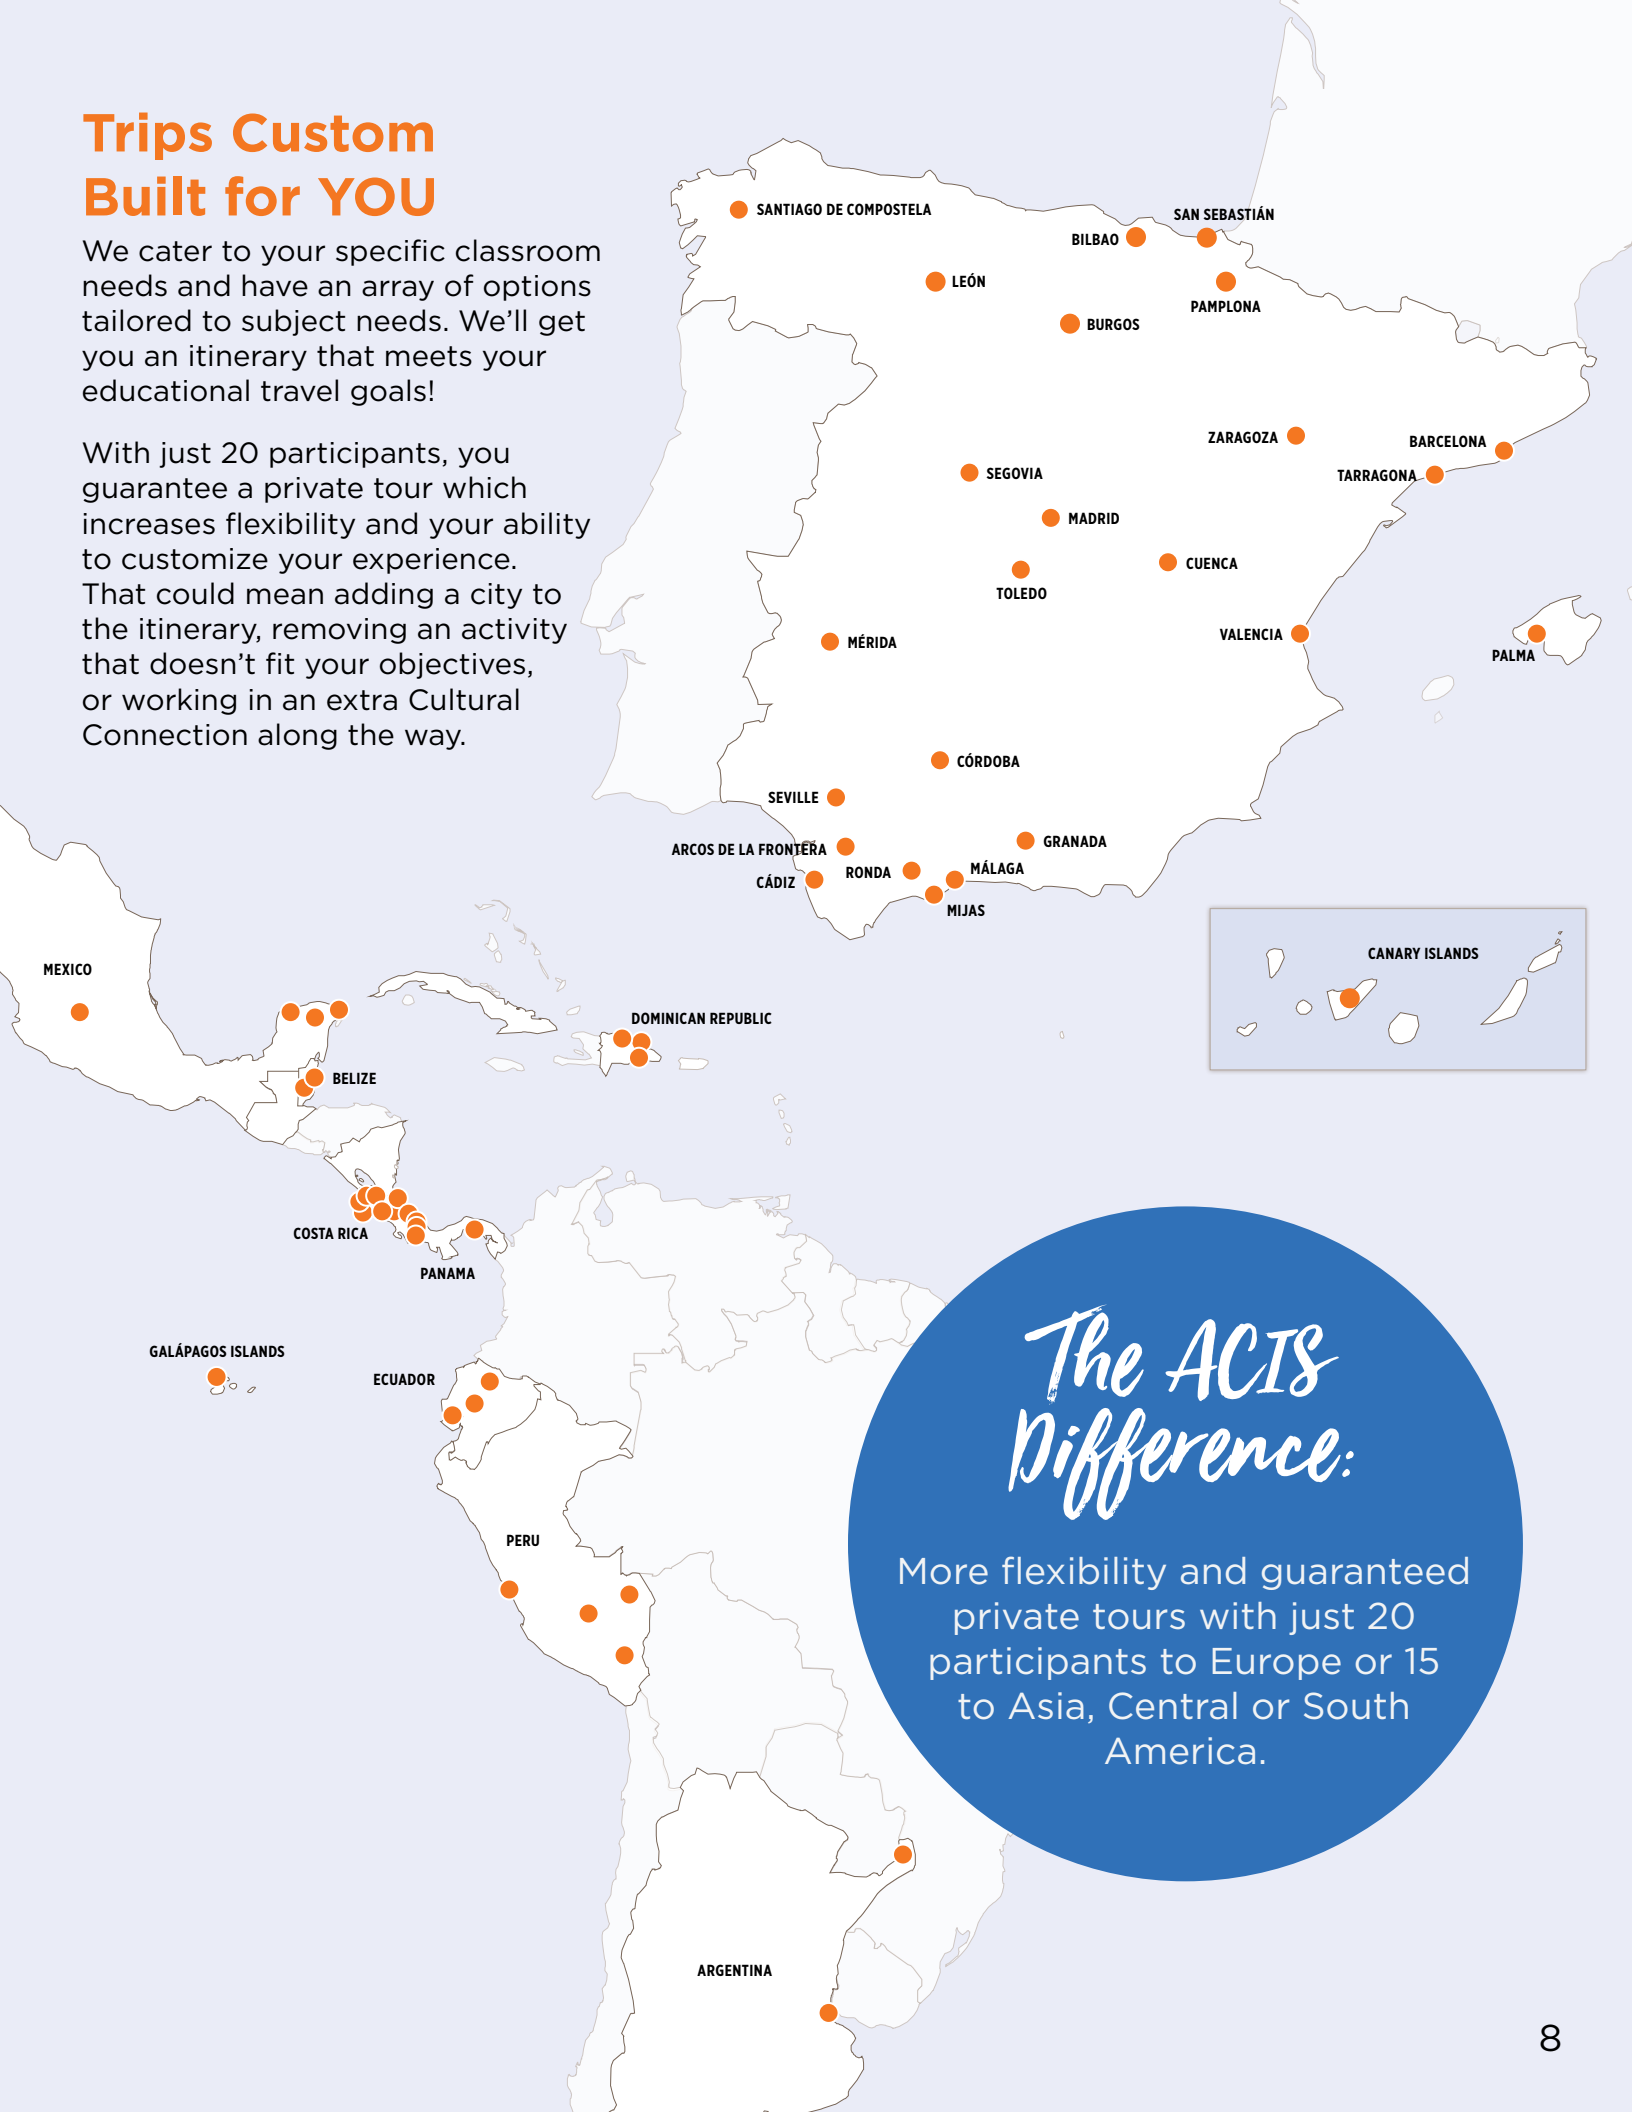 Trips Custom
Built for YOU
We cater to your specific classroom
needs and have an array of options
tailored to subject needs. We'll get
you an itinerary that meets your
educational travel goals!
With just 20 participants, you
guarantee a private tour which
increases flexibility and your ability
to customize your experience.
That could mean adding a city to
the itinerary, removing an activity
that doesn't fit your objectives,
or working in an extra Cultural
Connection along the way.
SANTIAGO DE COMPOSTELA
SAN SEBASTIÁN
BILBAO
LEÓN
PAMPLONA
BURGOS
ZARAGOZA
BARCELONA
SEGOVIA
TARRAGONA
MADRID
CUENCA
TOLEDO
VALENCIA
MÉRIDA
PALMA
CÓRDOBA
SEVILLE
GRANADA
ARCOS DE LA FRONTERA
RONDA
MÁLAGA
CÁDIZ
MIJAS
CANARY ISLANDS
MEXICO
DOMINICAN REPUBLIC
BELIZE
COSTA RICA
PANAMA
GALÁPAGOS ISLANDS
ECUADOR
PERU
ARGENTINA
The ACIS
Difference:
More flexibility and guaranteed
private tours with just 20
participants to Europe or 15
to Asia, Central or South
America.
8